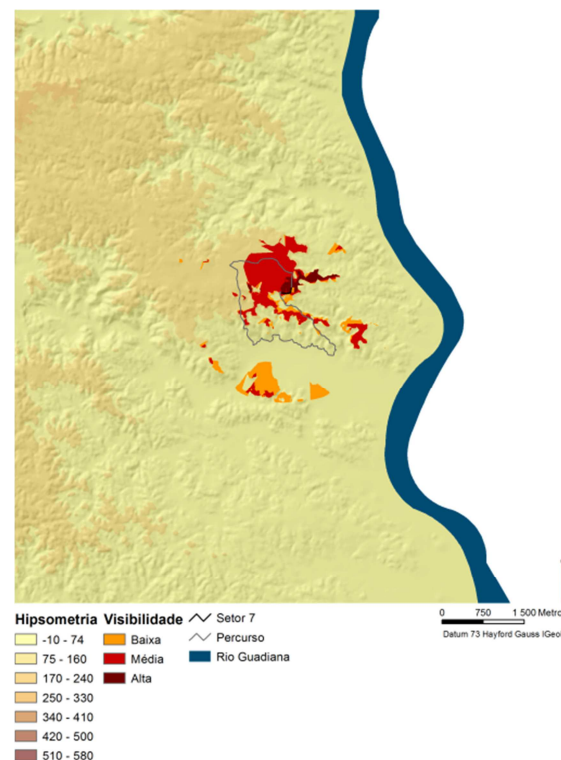 Hipsometria
-10 - 74
75 - 160
170 - 240
250 - 330
340 - 410
420 - 500
510 - 580
Visibilidade
Baixa
Média
Alta
Setor 7
Percurso
Rio Guadiana
0 750 1 500 Metro
Datum 73 Hayford Gauss IGeo